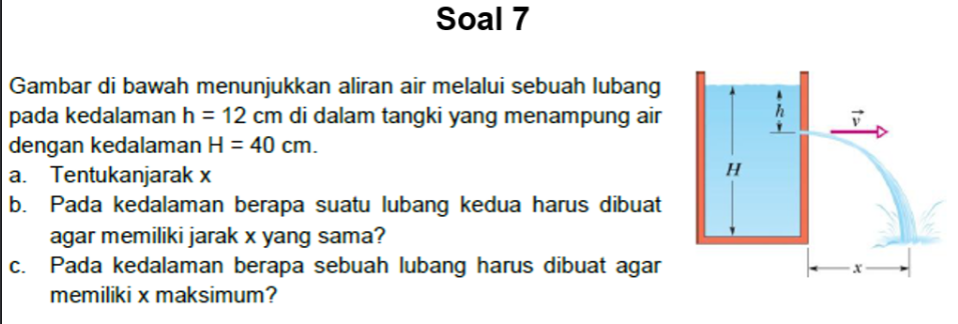 Soal 7
Gambar di bawah menunjukkan aliran air melalui sebuah lubang
pada kedalaman h = 12 cm di dalam tangki yang menampung air
dengan kedalaman H = 40 cm.
a. Tentukanjarak x
b. Pada kedalaman berapa suatu lubang kedua harus dibuat
agar memiliki jarak x yang sama?
c. Pada kedalaman berapa sebuah lubang harus dibuat agar
memiliki x maksimum?
h
v⃗
H
x